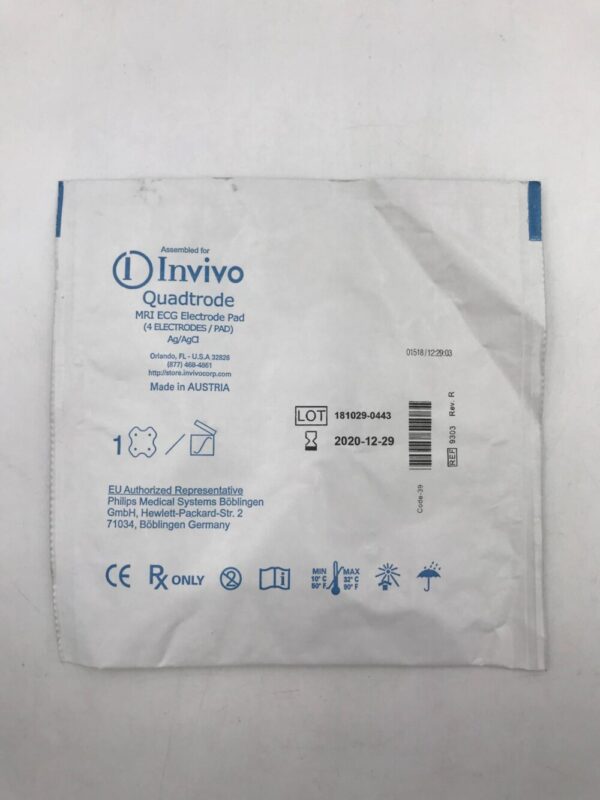 Assembled for
Invivo
Quadtrode
MRI ECG Electrode Pad
(4 ELECTRODES / PAD)
Ag/AgCl
Orlando, FL - U.S.A 32826
(877) 468-4861
http://store.invivocorp.com
Made in AUSTRIA
01518/12:29:03
LOT 181029-0443
2020-12-29
Code-39
REF 9303 Rev. R
1
EU Authorized Representative
Philips Medical Systems Böblingen
GmbH, Hewlett-Packard-Str. 2
71034, Böblingen Germany
CE Rx ONLY 2 i MIN 10° C 50° F MAX 32° C 90° F